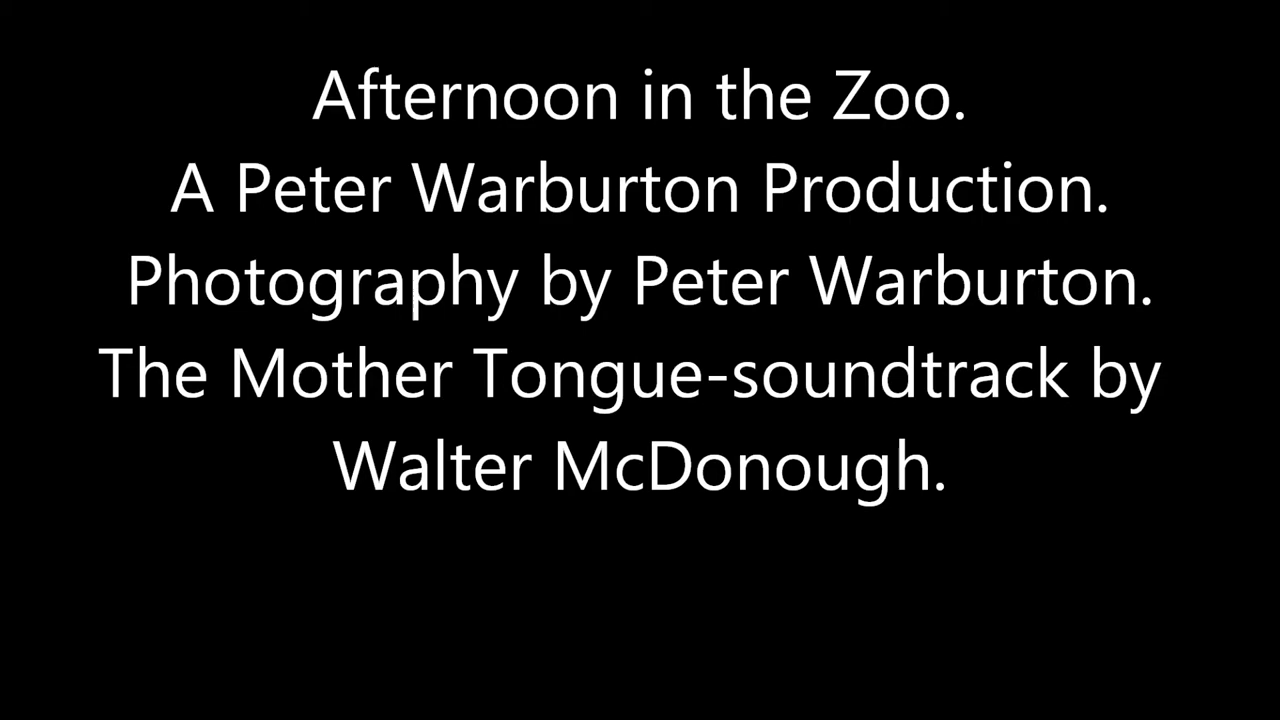 Afternoon in the Zoo.
A Peter Warburton Production.
Photography by Peter Warburton.
The Mother Tongue-soundtrack by
Walter McDonough.